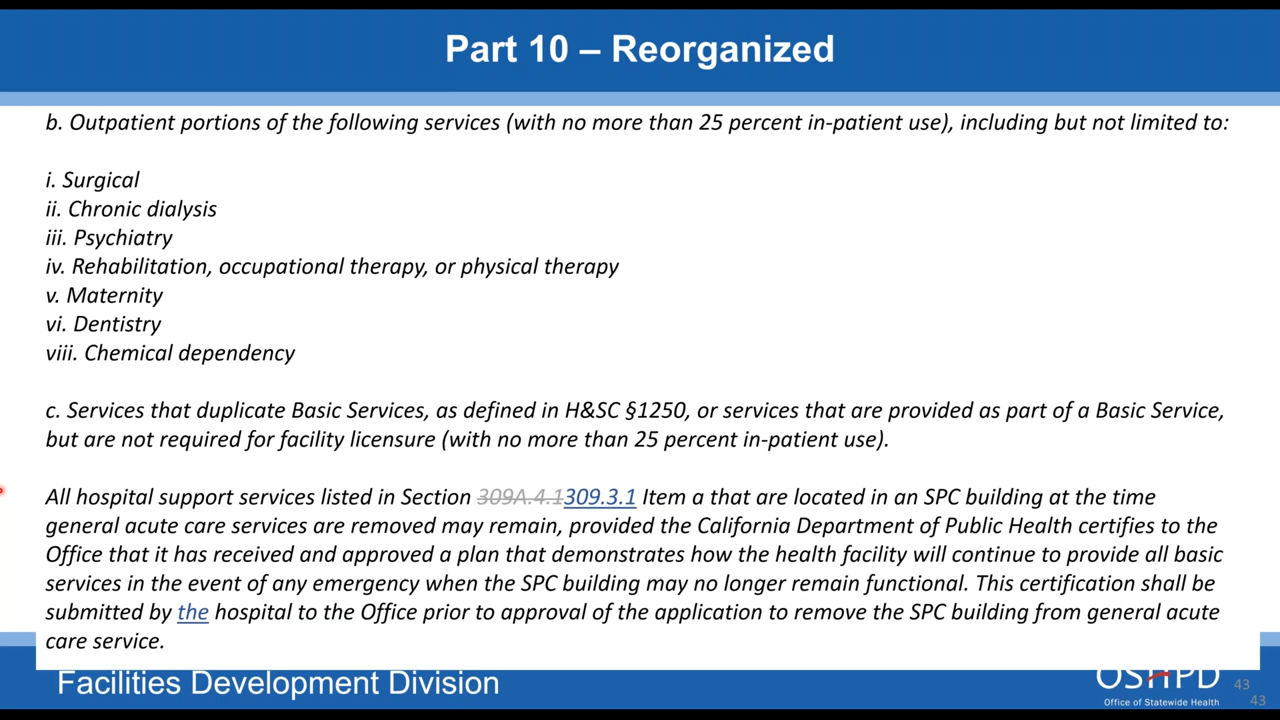 Part 10 – Reorganized
b. Outpatient portions of the following services (with no more than 25 percent in-patient use), including but not limited to:
i. Surgical
ii. Chronic dialysis
iii. Psychiatry
iv. Rehabilitation, occupational therapy, or physical therapy
v. Maternity
vi. Dentistry
viii. Chemical dependency
c. Services that duplicate Basic Services, as defined in H&SC §1250, or services that are provided as part of a Basic Service,
but are not required for facility licensure (with no more than 25 percent in-patient use).
All hospital support services listed in Section 309A.4.1309.3.1 Item a that are located in an SPC building at the time
general acute care services are removed may remain, provided the California Department of Public Health certifies to the
Office that it has received and approved a plan that demonstrates how the health facility will continue to provide all basic
services in the event of any emergency when the SPC building may no longer remain functional. This certification shall be
submitted by the hospital to the Office prior to approval of the application to remove the SPC building from general acute
care service.
Facilities Development Division
OSHPD
Office of Statewide Health
43
43